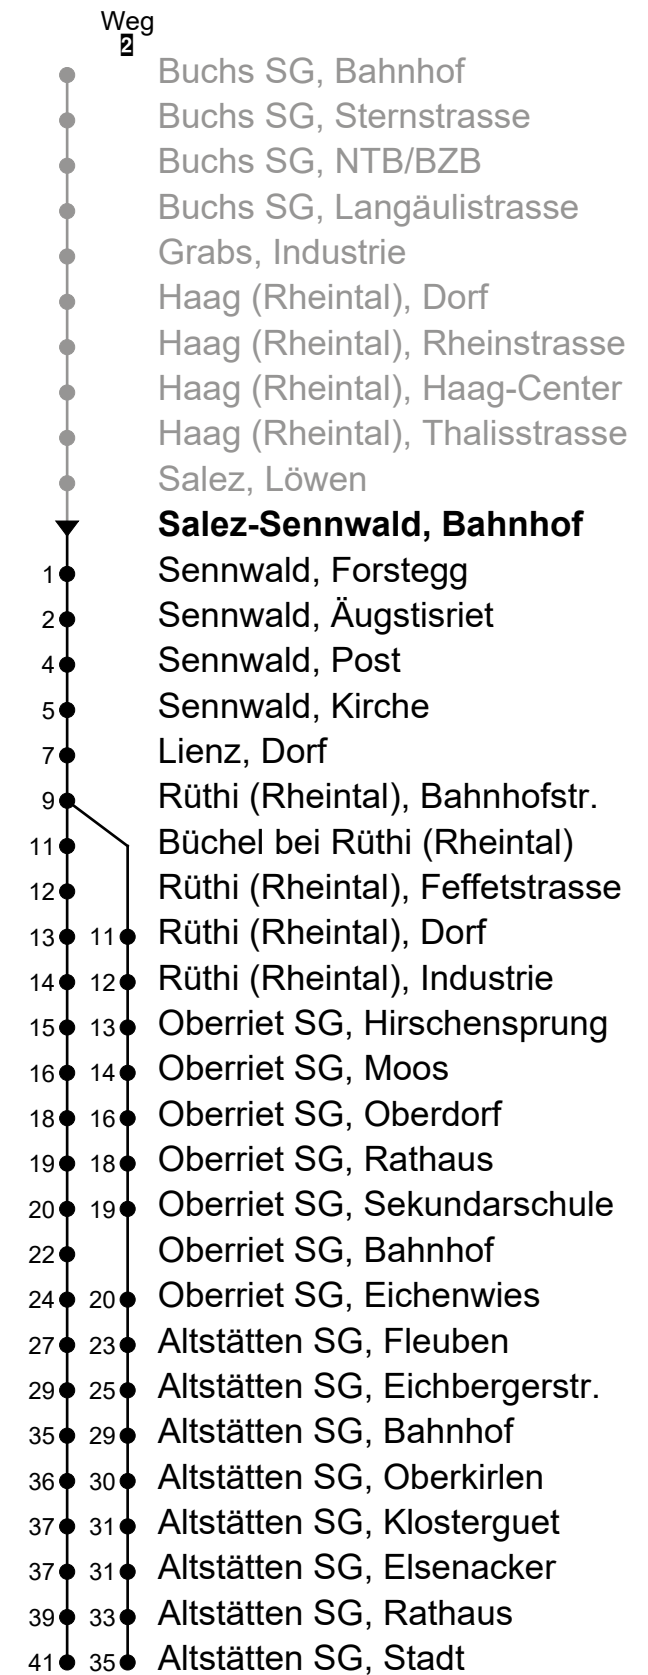 Weg
2
Buchs SG, Bahnhof
Buchs SG, Sternstrasse
Buchs SG, NTB/BZB
Buchs SG, Langäulistrasse
Grabs, Industrie
Haag (Rheintal), Dorf
Haag (Rheintal), Rheinstrasse
Haag (Rheintal), Haag-Center
Haag (Rheintal), Thalisstrasse
Salez, Löwen
Salez-Sennwald, Bahnhof
1 Sennwald, Forstegg
2 Sennwald, Äugstisriet
4 Sennwald, Post
5 Sennwald, Kirche
7 Lienz, Dorf
9 Rüthi (Rheintal), Bahnhofstr.
11 Büchel bei Rüthi (Rheintal)
12 Rüthi (Rheintal), Feffetstrasse
13 11 Rüthi (Rheintal), Dorf
14 12 Rüthi (Rheintal), Industrie
15 13 Oberriet SG, Hirschensprung
16 14 Oberriet SG, Moos
18 16 Oberriet SG, Oberdorf
19 18 Oberriet SG, Rathaus
20 19 Oberriet SG, Sekundarschule
22 Oberriet SG, Bahnhof
24 20 Oberriet SG, Eichenwies
27 23 Altstätten SG, Fleuben
29 25 Altstätten SG, Eichbergerstr.
35 29 Altstätten SG, Bahnhof
36 30 Altstätten SG, Oberkirlen
37 31 Altstätten SG, Klosterguet
37 31 Altstätten SG, Elsenacker
39 33 Altstätten SG, Rathaus
41 35 Altstätten SG, Stadt